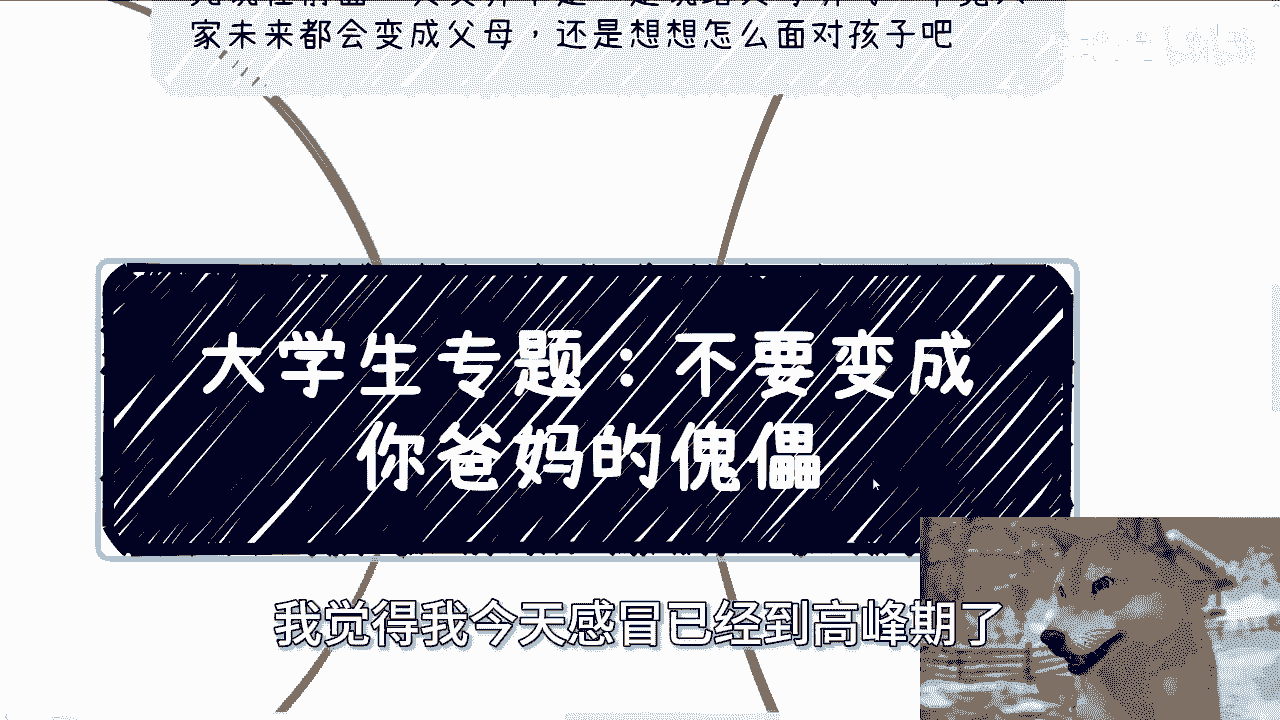 家未来都会变成父母，还是想想怎么面对孩子吧
大学生专题：不要变成
你爸妈的傀儡
我觉得我今天感冒已经到高峰期了